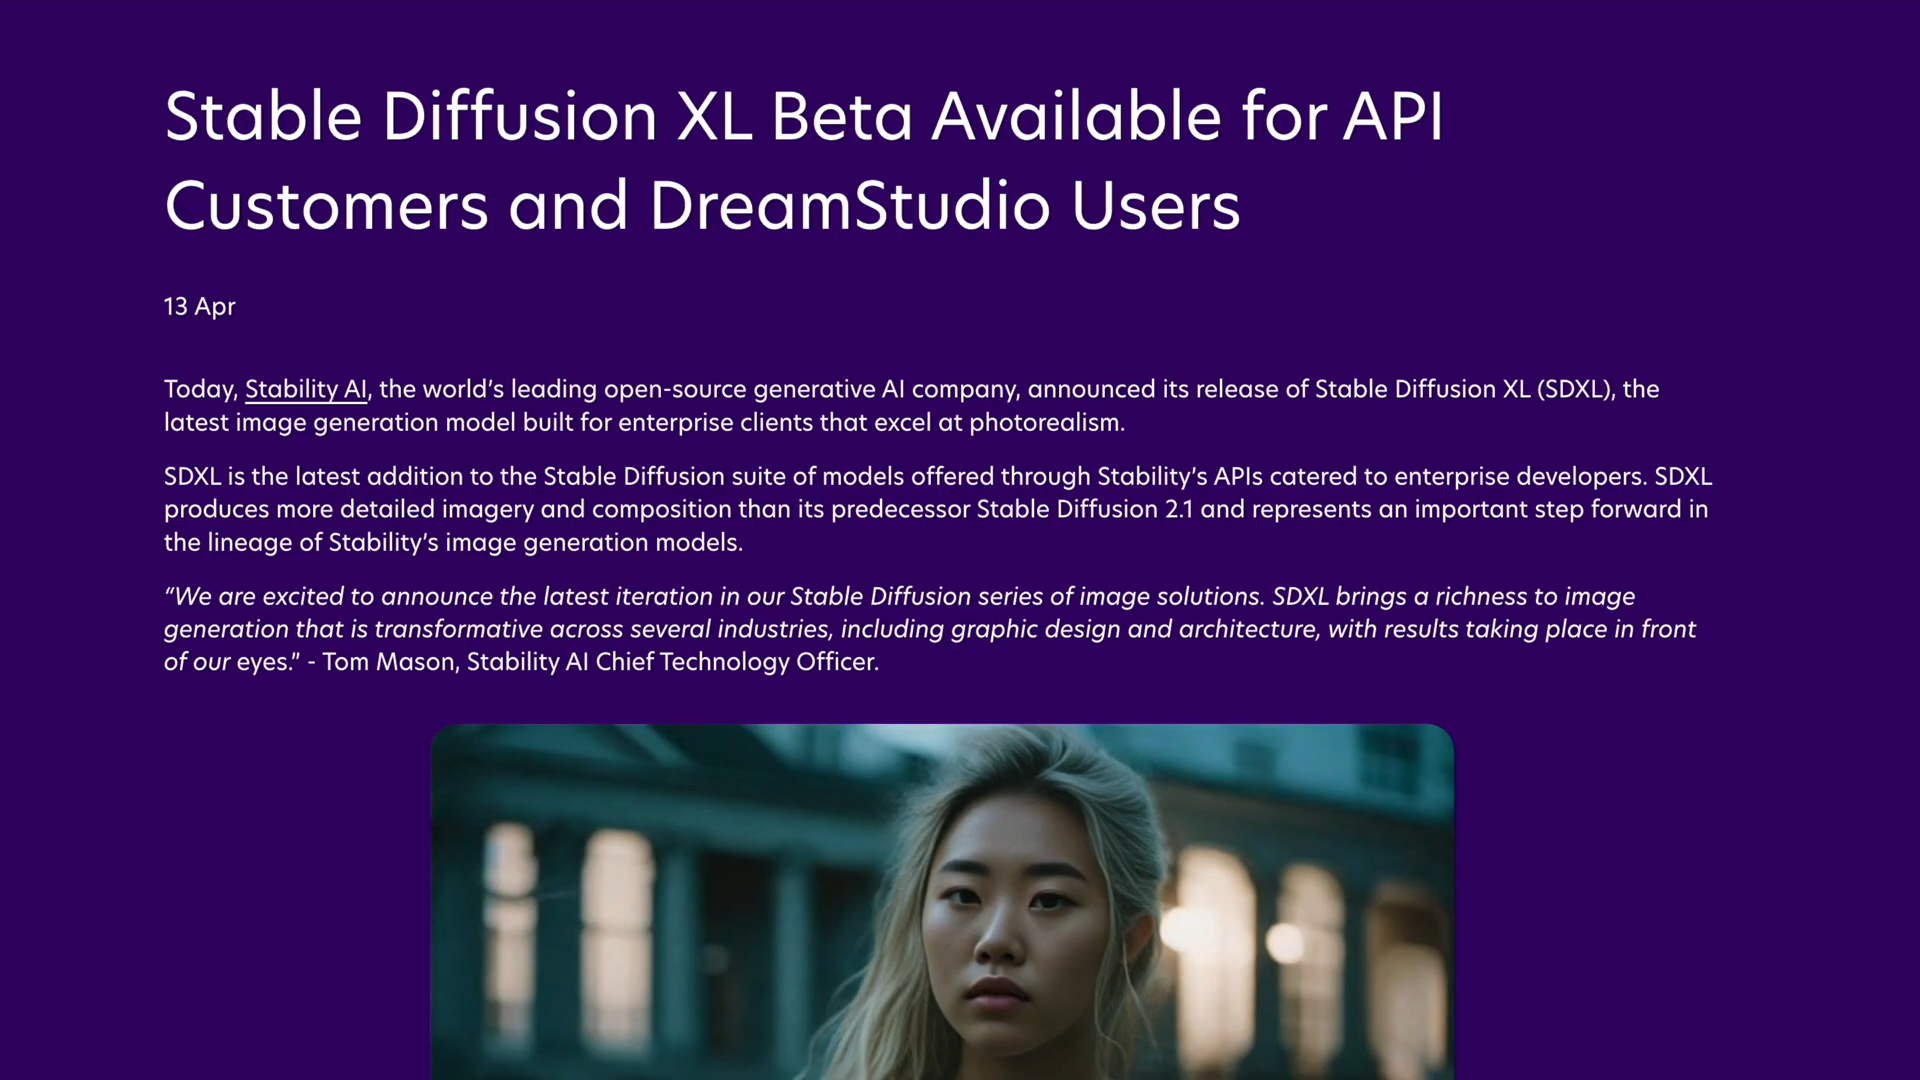 Stable Diffusion XL Beta Available for API
Customers and DreamStudio Users
13 Apr
Today, Stability AI, the world’s leading open-source generative AI company, announced its release of Stable Diffusion XL (SDXL), the
latest image generation model built for enterprise clients that excel at photorealism.
SDXL is the latest addition to the Stable Diffusion suite of models offered through Stability’s APIs catered to enterprise developers. SDXL
produces more detailed imagery and composition than its predecessor Stable Diffusion 2.1 and represents an important step forward in
the lineage of Stability’s image generation models.
“We are excited to announce the latest iteration in our Stable Diffusion series of image solutions. SDXL brings a richness to image
generation that is transformative across several industries, including graphic design and architecture, with results taking place in front
of our eyes.” - Tom Mason, Stability AI Chief Technology Officer.